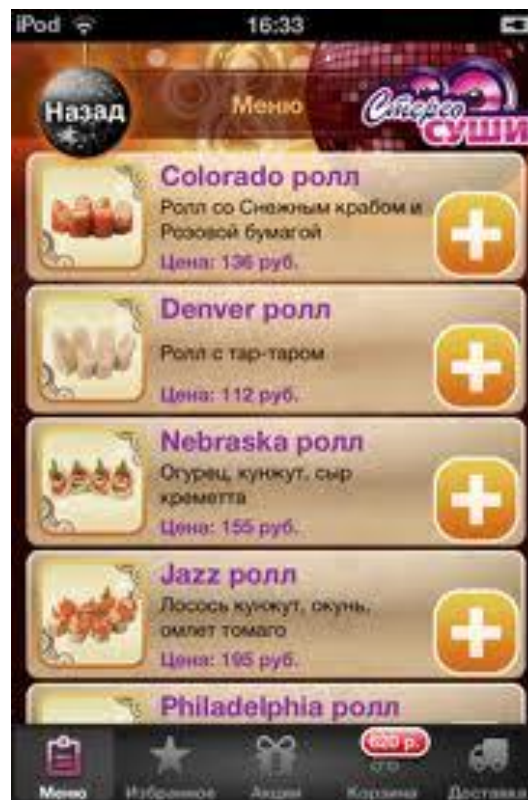 iPod 16:33
Назад Меню Стерео
СУШИ
Colorado ролл
Ролл со Снежным крабом и
Розовой бумагой
Цена: 136 руб.
Denver ролл
Ролл с тар-таром
Цена: 112 руб.
Nebraska ролл
Огурец, кунжут, сыр
креметта
Цена: 155 руб.
Jazz ролл
Лосось кунжут, окунь,
омлет томаго
Цена: 195 руб.
Philadelphia ролл
620 р.
Меню Избранное Акции Корзина Доставка